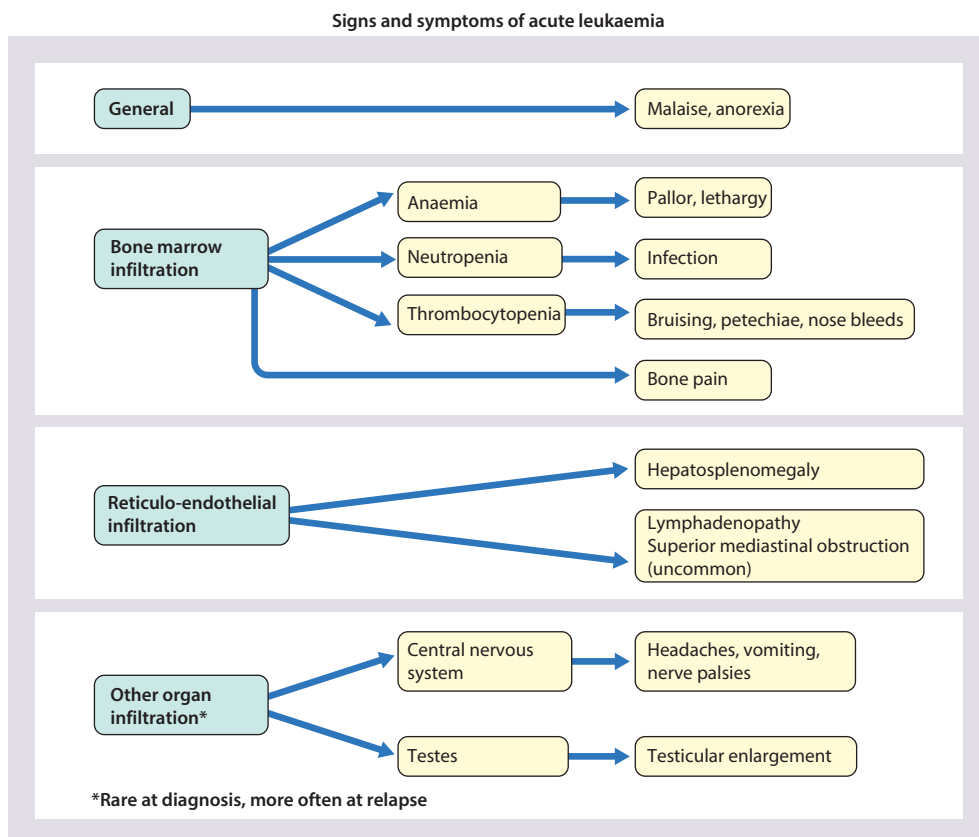 Signs and symptoms of acute leukaemia
General
Malaise, anorexia
Bone marrow
infiltration
Anaemia
Pallor, lethargy
Neutropenia
Infection
Thrombocytopenia
Bruising, petechiae, nose bleeds
Bone pain
Reticulo-endothelial
infiltration
Hepatosplenomegaly
Lymphadenopathy
Superior mediastinal obstruction
(uncommon)
Other organ
infiltration*
Central nervous
system
Headaches, vomiting,
nerve palsies
Testes
Testicular enlargement
*Rare at diagnosis, more often at relapse